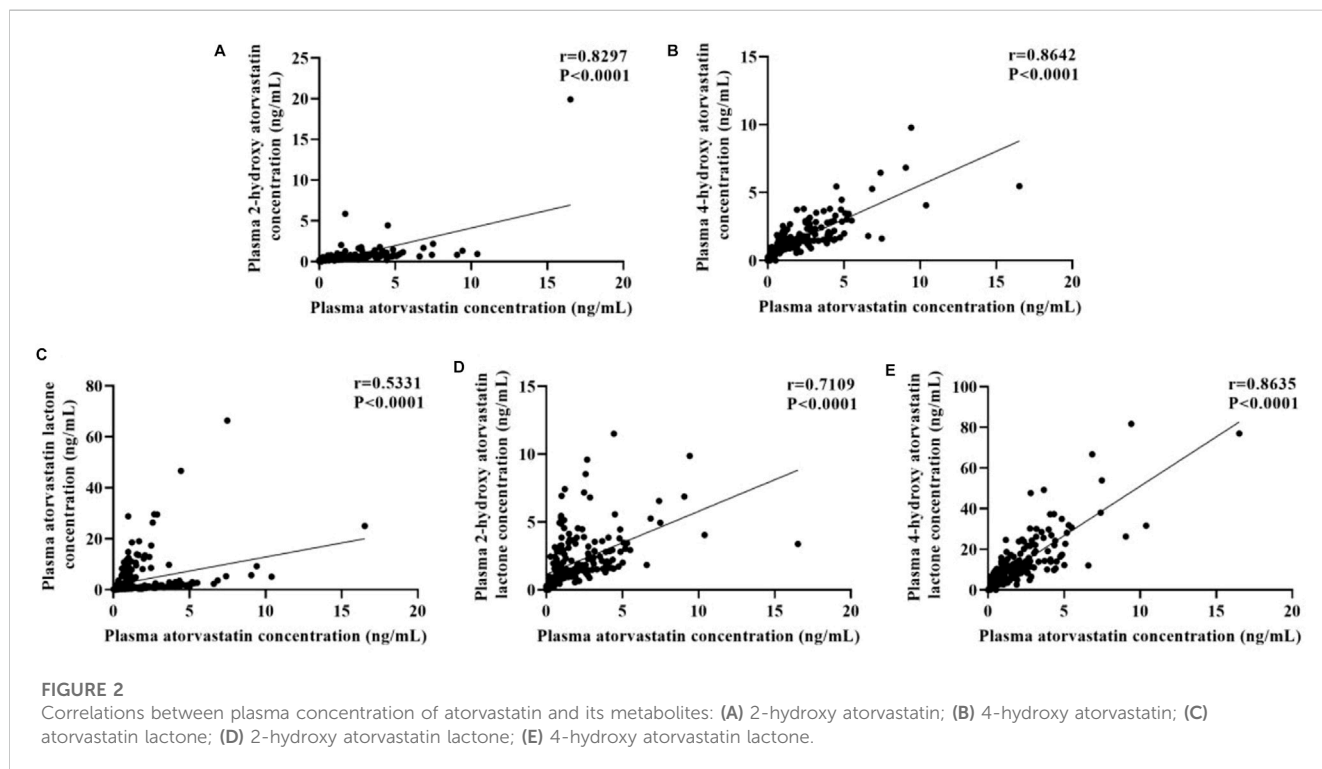 A
Plasma 2-hydroxy atorvastatin
concentration (ng/mL)
25
20
15
10
5
0
0
5
10
15
20
r=0.8297
P<0.0001
Plasma atorvastatin concentration (ng/mL)
B
Plasma 4-hydroxy atorvastatin
concentration (ng/mL)
15
10
5
0
0
5
10
15
20
r=0.8642
P<0.0001
Plasma atorvastatin concentration (ng/mL)
C
Plasma atorvastatin lactone
concentration (ng/mL)
80
60
40
20
0
0
5
10
15
20
r=0.5331
P<0.0001
Plasma atorvastatin concentration (ng/mL)
D
Plasma 2-hydroxy atorvastatin
lactone concentration (ng/mL)
15
10
5
0
0
5
10
15
20
r=0.7109
P<0.0001
Plasma atorvastatin concentration (ng/mL)
E
Plasma 4-hydroxy atorvastatin
lactone concentration (ng/mL)
100
80
60
40
20
0
0
5
10
15
20
r=0.8635
P<0.0001
Plasma atorvastatin concentration (ng/mL)
FIGURE 2
Correlations between plasma concentration of atorvastatin and its metabolites: (A) 2-hydroxy atorvastatin; (B) 4-hydroxy atorvastatin; (C)
atorvastatin lactone; (D) 2-hydroxy atorvastatin lactone; (E) 4-hydroxy atorvastatin lactone.